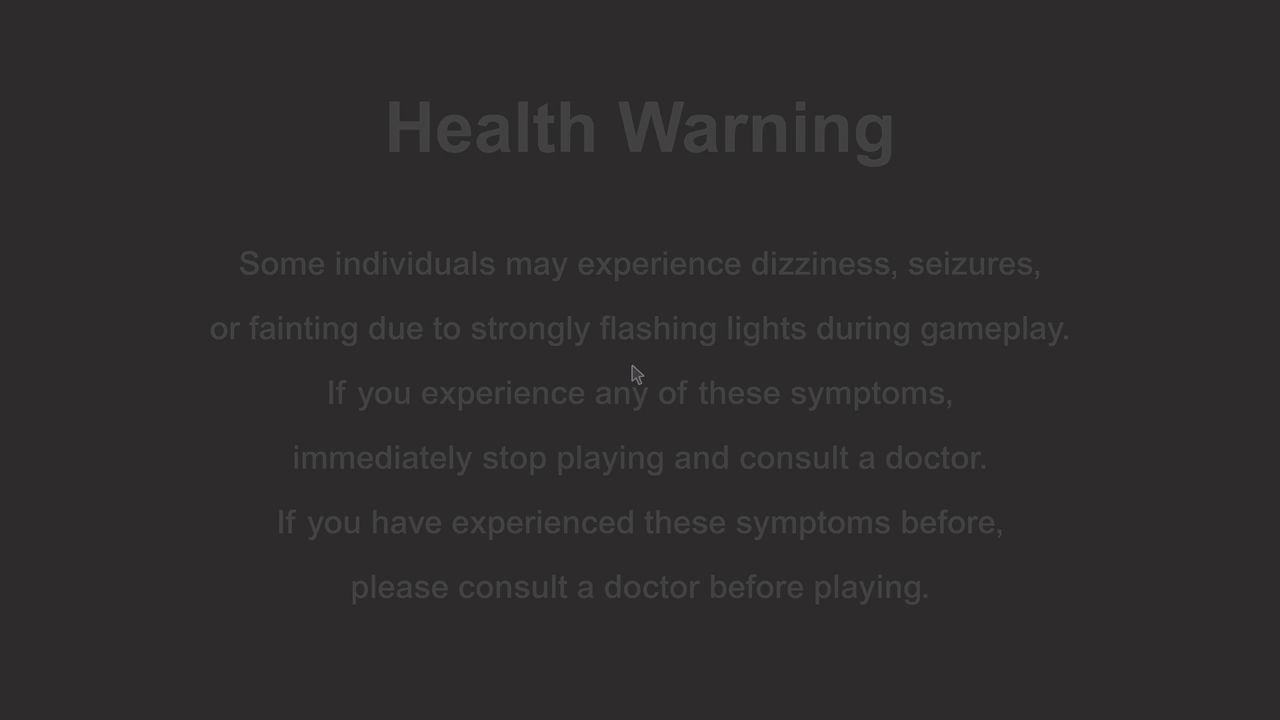 Health Warning
Some individuals may experience dizziness, seizures,
or fainting due to strongly flashing lights during gameplay.
If you experience any of these symptoms,
immediately stop playing and consult a doctor.
If you have experienced these symptoms before,
please consult a doctor before playing.